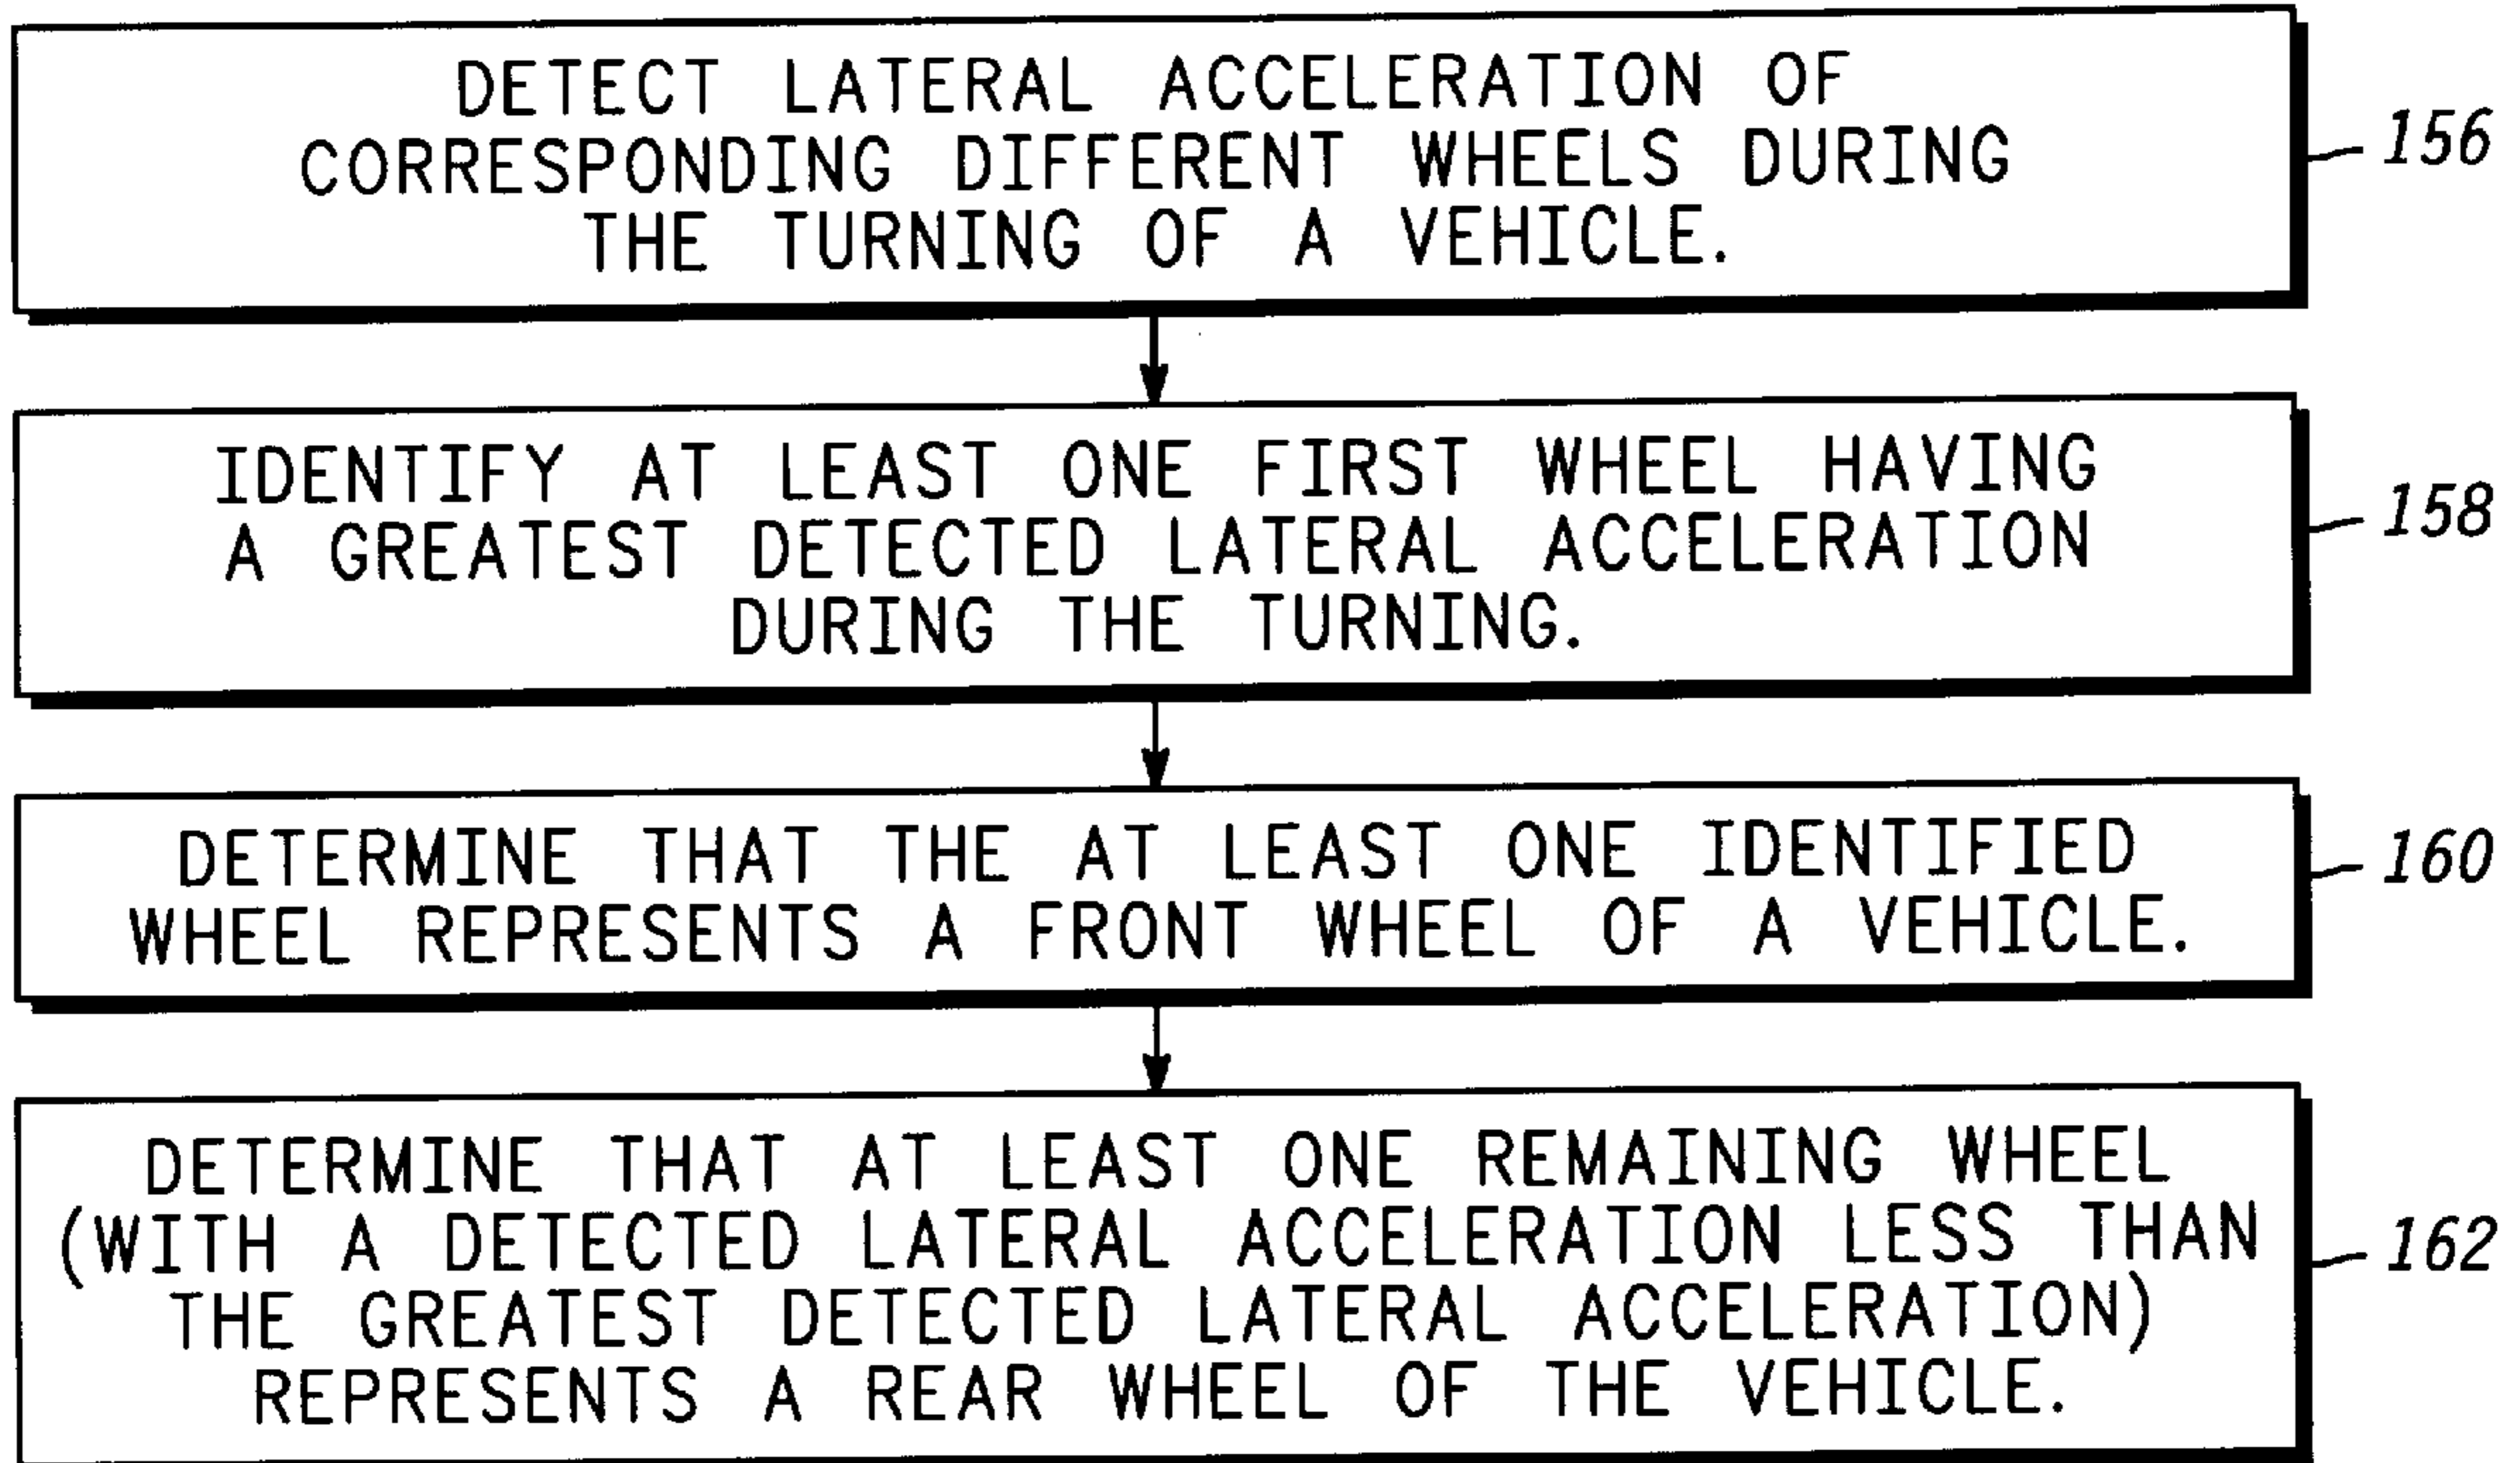 DETECT LATERAL ACCELERATION OF
CORRESPONDING DIFFERENT WHEELS DURING
THE TURNING OF A VEHICLE.
156
IDENTIFY AT LEAST ONE FIRST WHEEL HAVING
A GREATEST DETECTED LATERAL ACCELERATION
DURING THE TURNING.
158
DETERMINE THAT THE AT LEAST ONE IDENTIFIED
WHEEL REPRESENTS A FRONT WHEEL OF A VEHICLE.
160
DETERMINE THAT AT LEAST ONE REMAINING WHEEL
(WITH A DETECTED LATERAL ACCELERATION LESS THAN
THE GREATEST DETECTED LATERAL ACCELERATION)
REPRESENTS A REAR WHEEL OF THE VEHICLE.
162